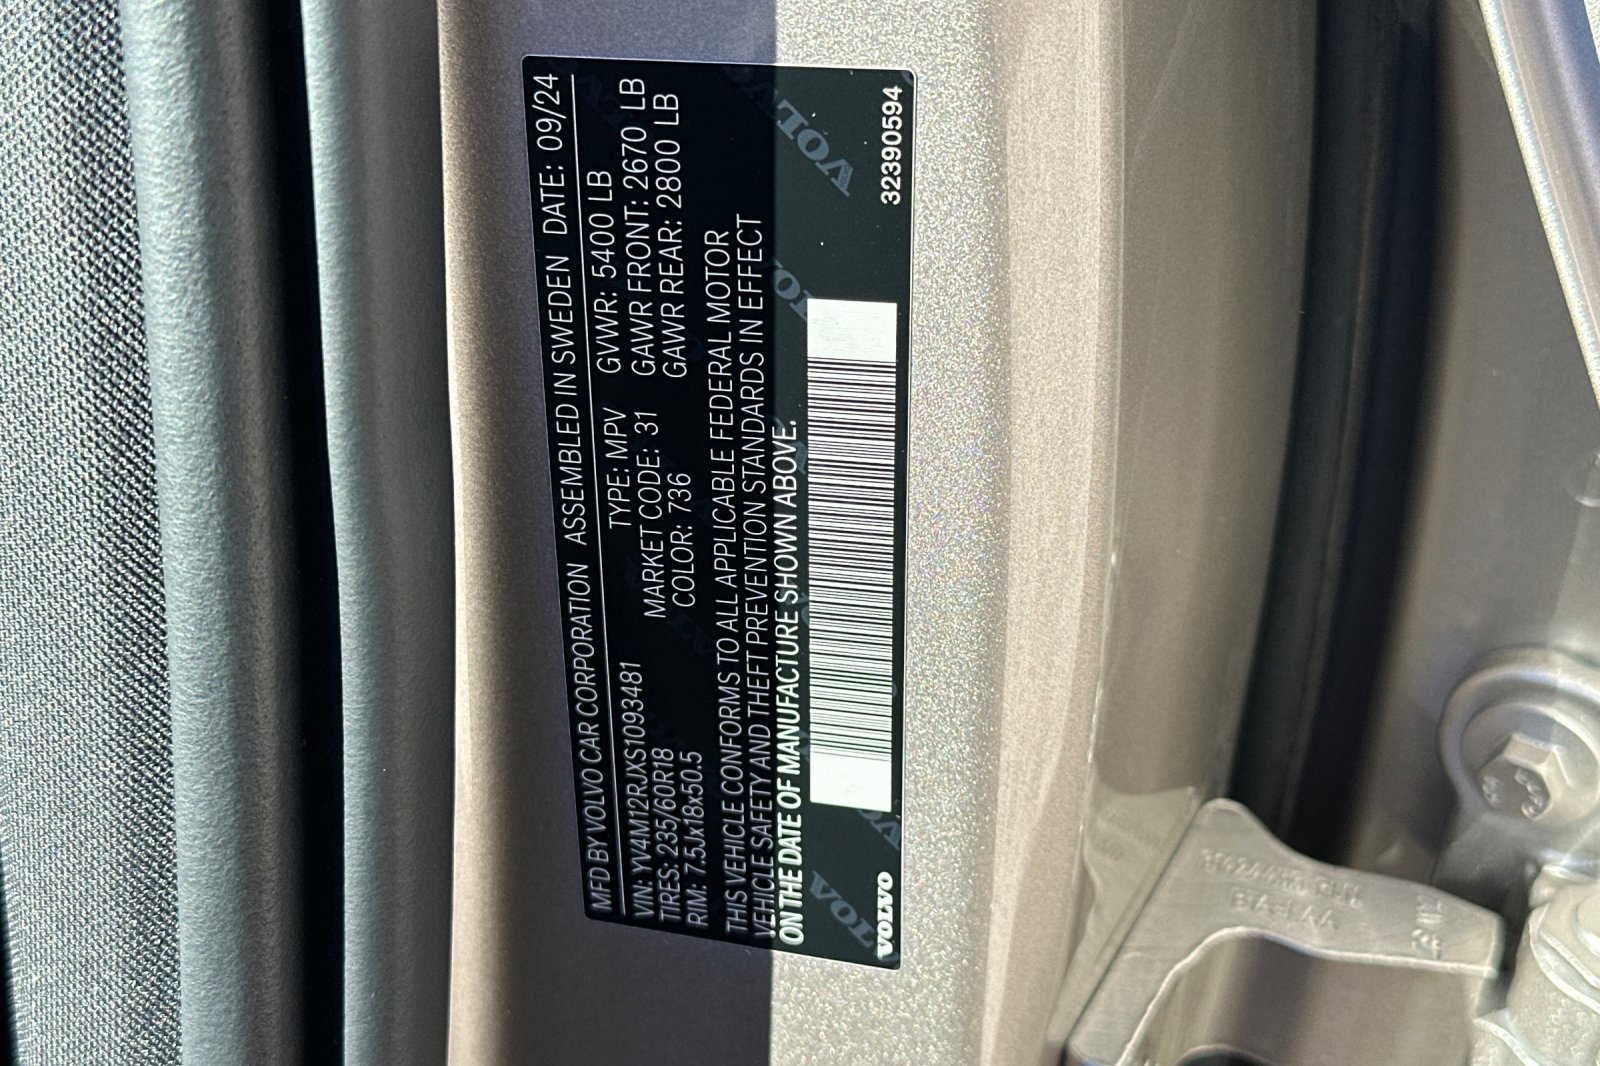 MFD BY VOLVO CAR CORPORATION ASSEMBLED IN SWEDEN DATE: 09/24
VIN: YV4M12RJXS1093481 TYPE: MPV GVWR: 5400 LB
TIRES: 235/60R18 MARKET CODE: 31 GAWR FRONT: 2670 LB
RIM: 7.5Jx18x50.5 COLOR: 736 GAWR REAR: 2800 LB
THIS VEHICLE CONFORMS TO ALL APPLICABLE FEDERAL MOTOR
VEHICLE SAFETY AND THEFT PREVENTION STANDARDS IN EFFECT
ON THE DATE OF MANUFACTURE SHOWN ABOVE.
VOLVO 32390594